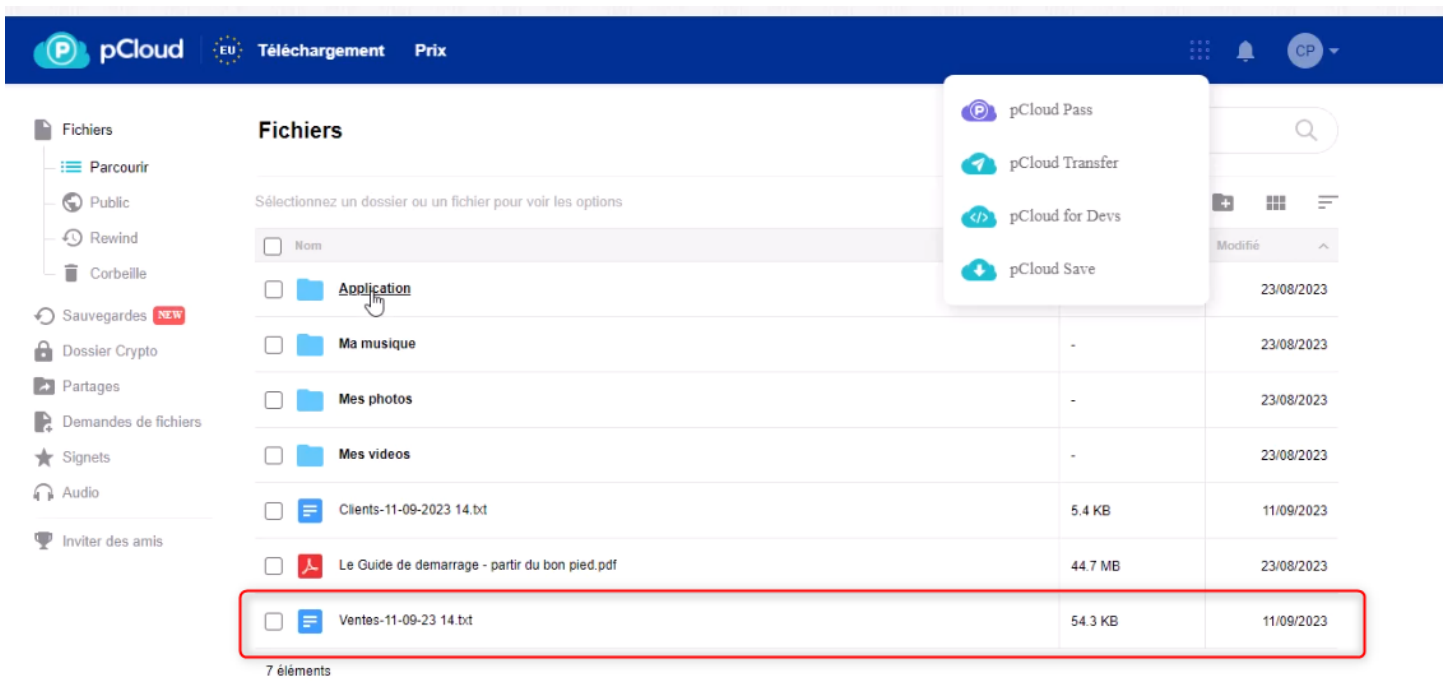 pCloud EU Téléchargement Prix CP
Fichiers
Parcourir
Public
Rewind
Corbeille
Sauvegardes NEW
Dossier Crypto
Partages
Demandes de fichiers
Signets
Audio
Inviter des amis
Fichiers
pCloud Pass
pCloud Transfer
pCloud for Devs
pCloud Save
Sélectionnez un dossier ou un fichier pour voir les options
Nom Modifié
Application 23/08/2023
Ma musique - 23/08/2023
Mes photos - 23/08/2023
Mes videos - 23/08/2023
Clients-11-09-2023 14.txt 5.4 KB 11/09/2023
Le Guide de demarrage - partir du bon pied.pdf 44.7 MB 23/08/2023
Ventes-11-09-23 14.txt 54.3 KB 11/09/2023
7 éléments